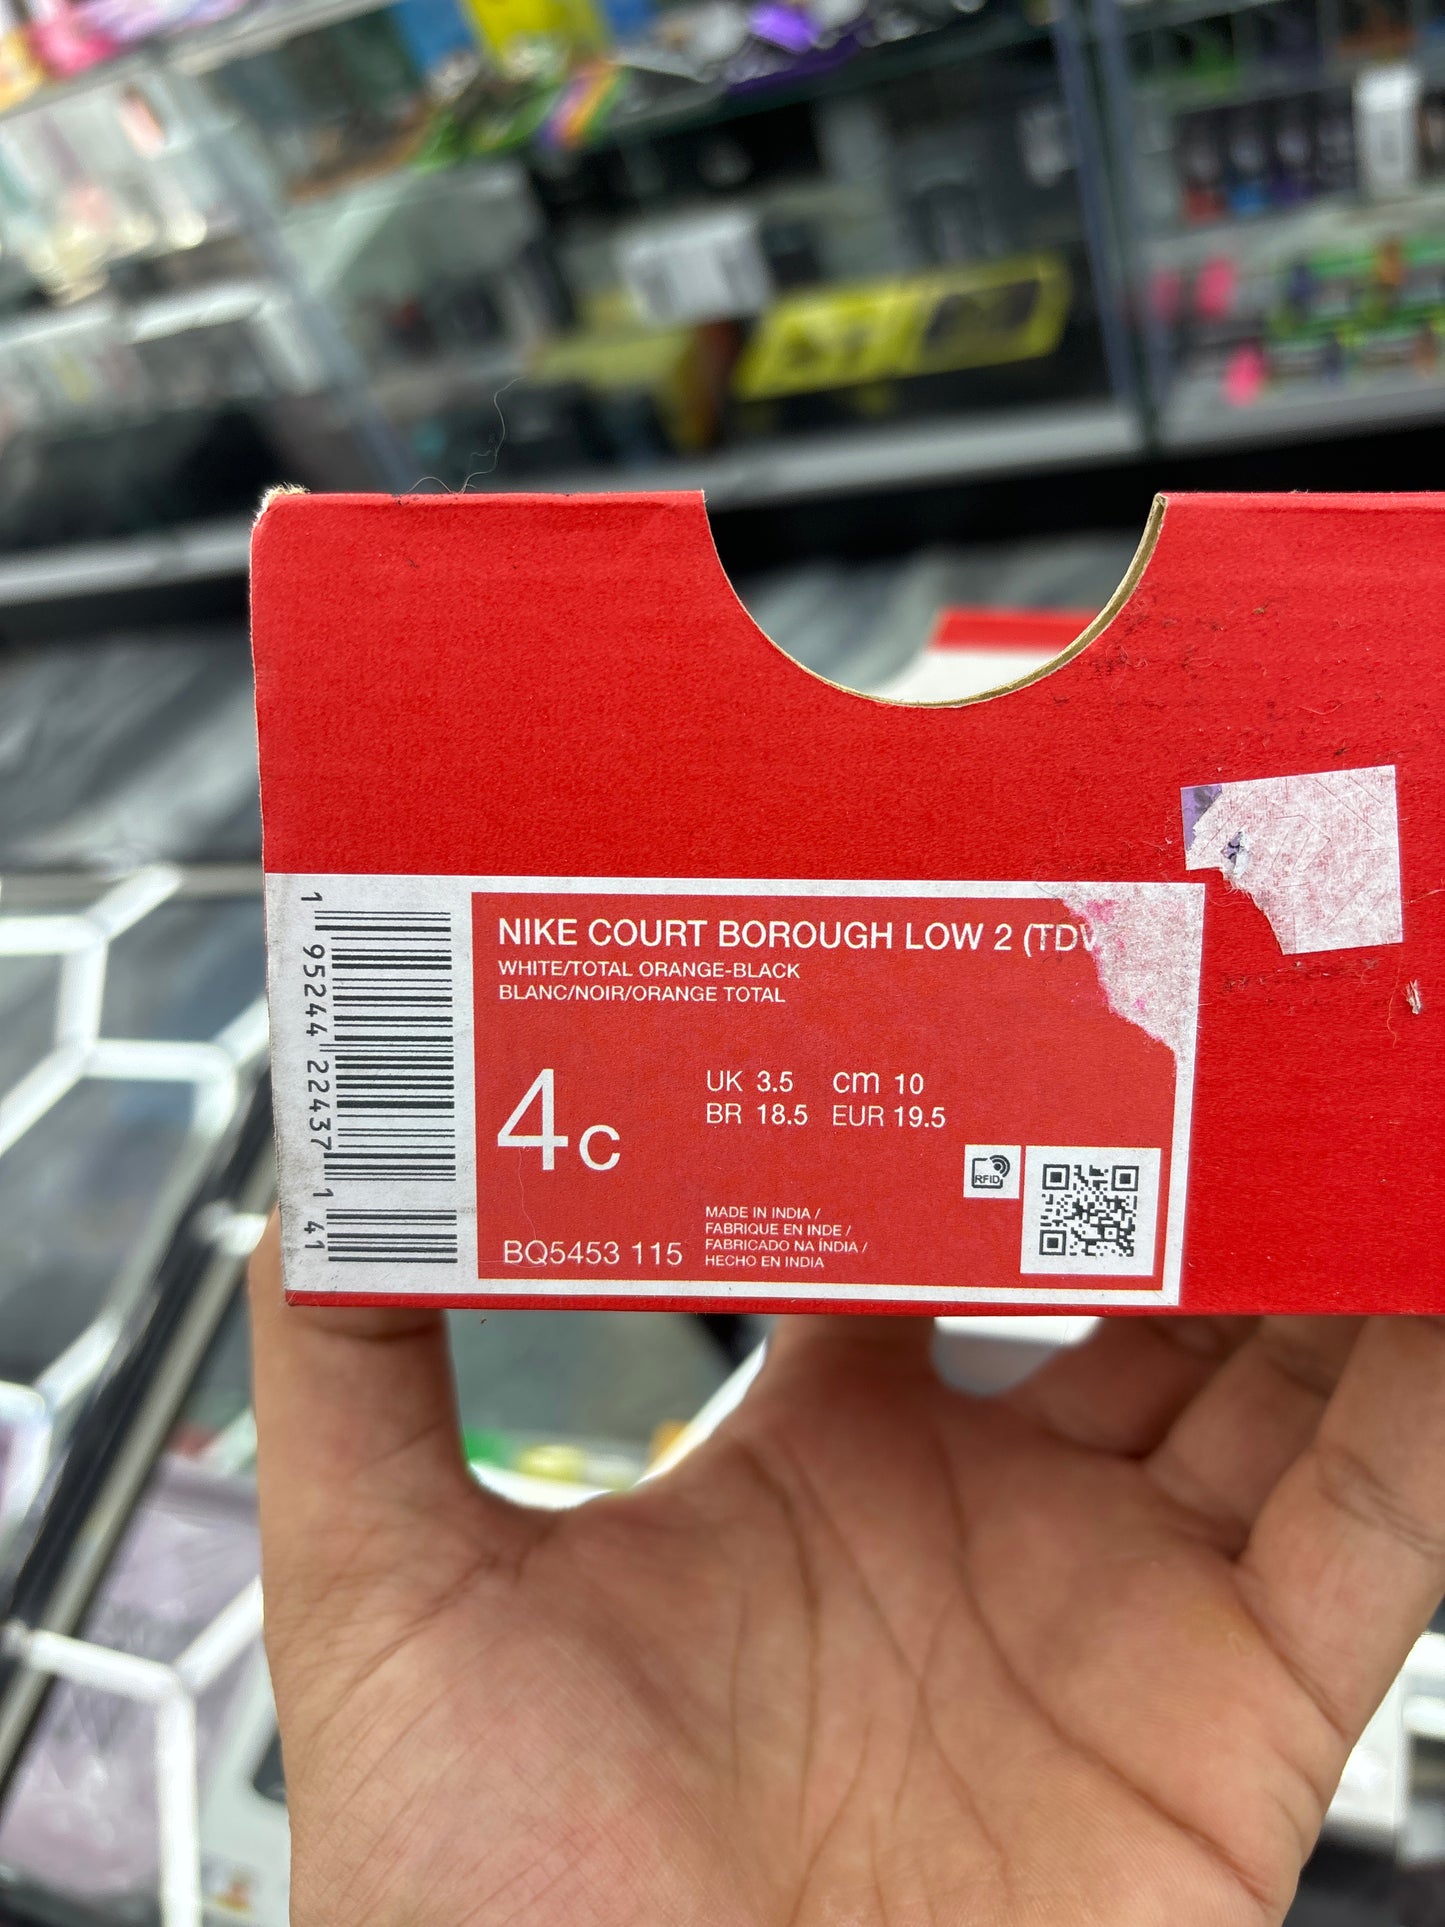 NIKE COURT BOROUGH LOW 2 (TDV
WHITE/TOTAL ORANGE-BLACK
BLANC/NOIR/ORANGE TOTAL
4c
UK 3.5 cm 10
BR 18.5 EUR 19.5
RFID
MADE IN INDIA /
FABRIQUE EN INDE /
FABRICADO NA ÍNDIA /
HECHO EN INDIA
BQ5453 115
1 95244 22437 1 41